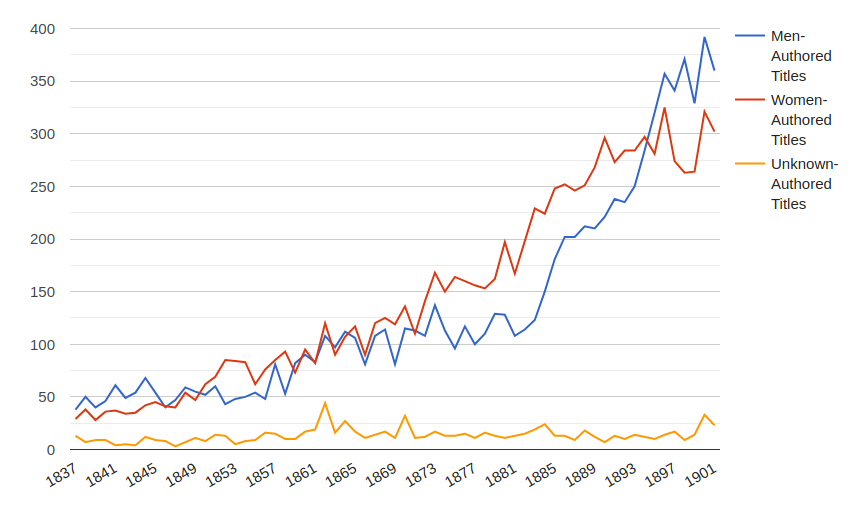 400
350
300
250
200
150
100
50
0
1837
1841
1845
1849
1853
1857
1861
1865
1869
1873
1877
1881
1885
1889
1893
1897
1901
Men-
Authored
Titles
Women-
Authored
Titles
Unknown-
Authored
Titles